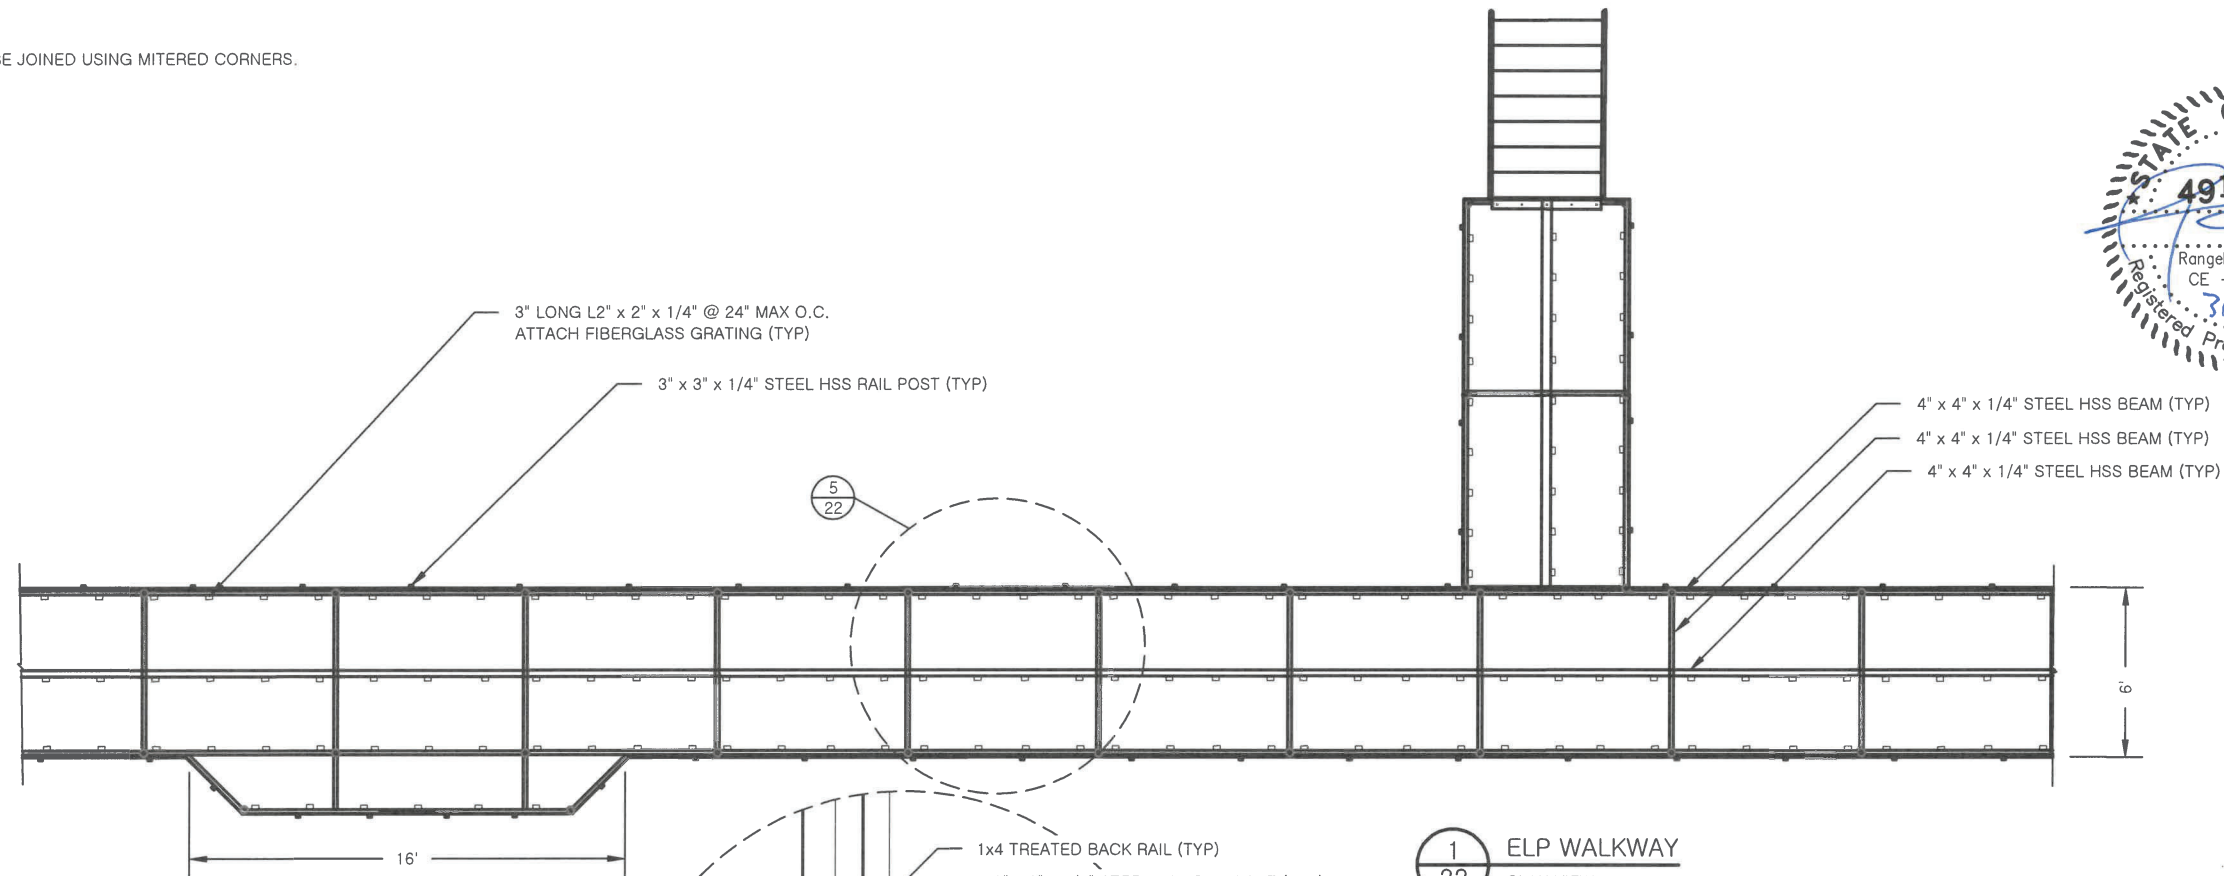 JOINED USING MITERED CORNERS.
STATE
Rangel
CE -
Registered
3" LONG L2" x 2" x 1/4" @ 24" MAX O.C.
ATTACH FIBERGLASS GRATING (TYP)
3" x 3" x 1/4" STEEL HSS RAIL POST (TYP)
4" x 4" x 1/4" STEEL HSS BEAM (TYP)
4" x 4" x 1/4" STEEL HSS BEAM (TYP)
4" x 4" x 1/4" STEEL HSS BEAM (TYP)
5
22
6'
16'
1x4 TREATED BACK RAIL (TYP)
1
ELP WALKWAY